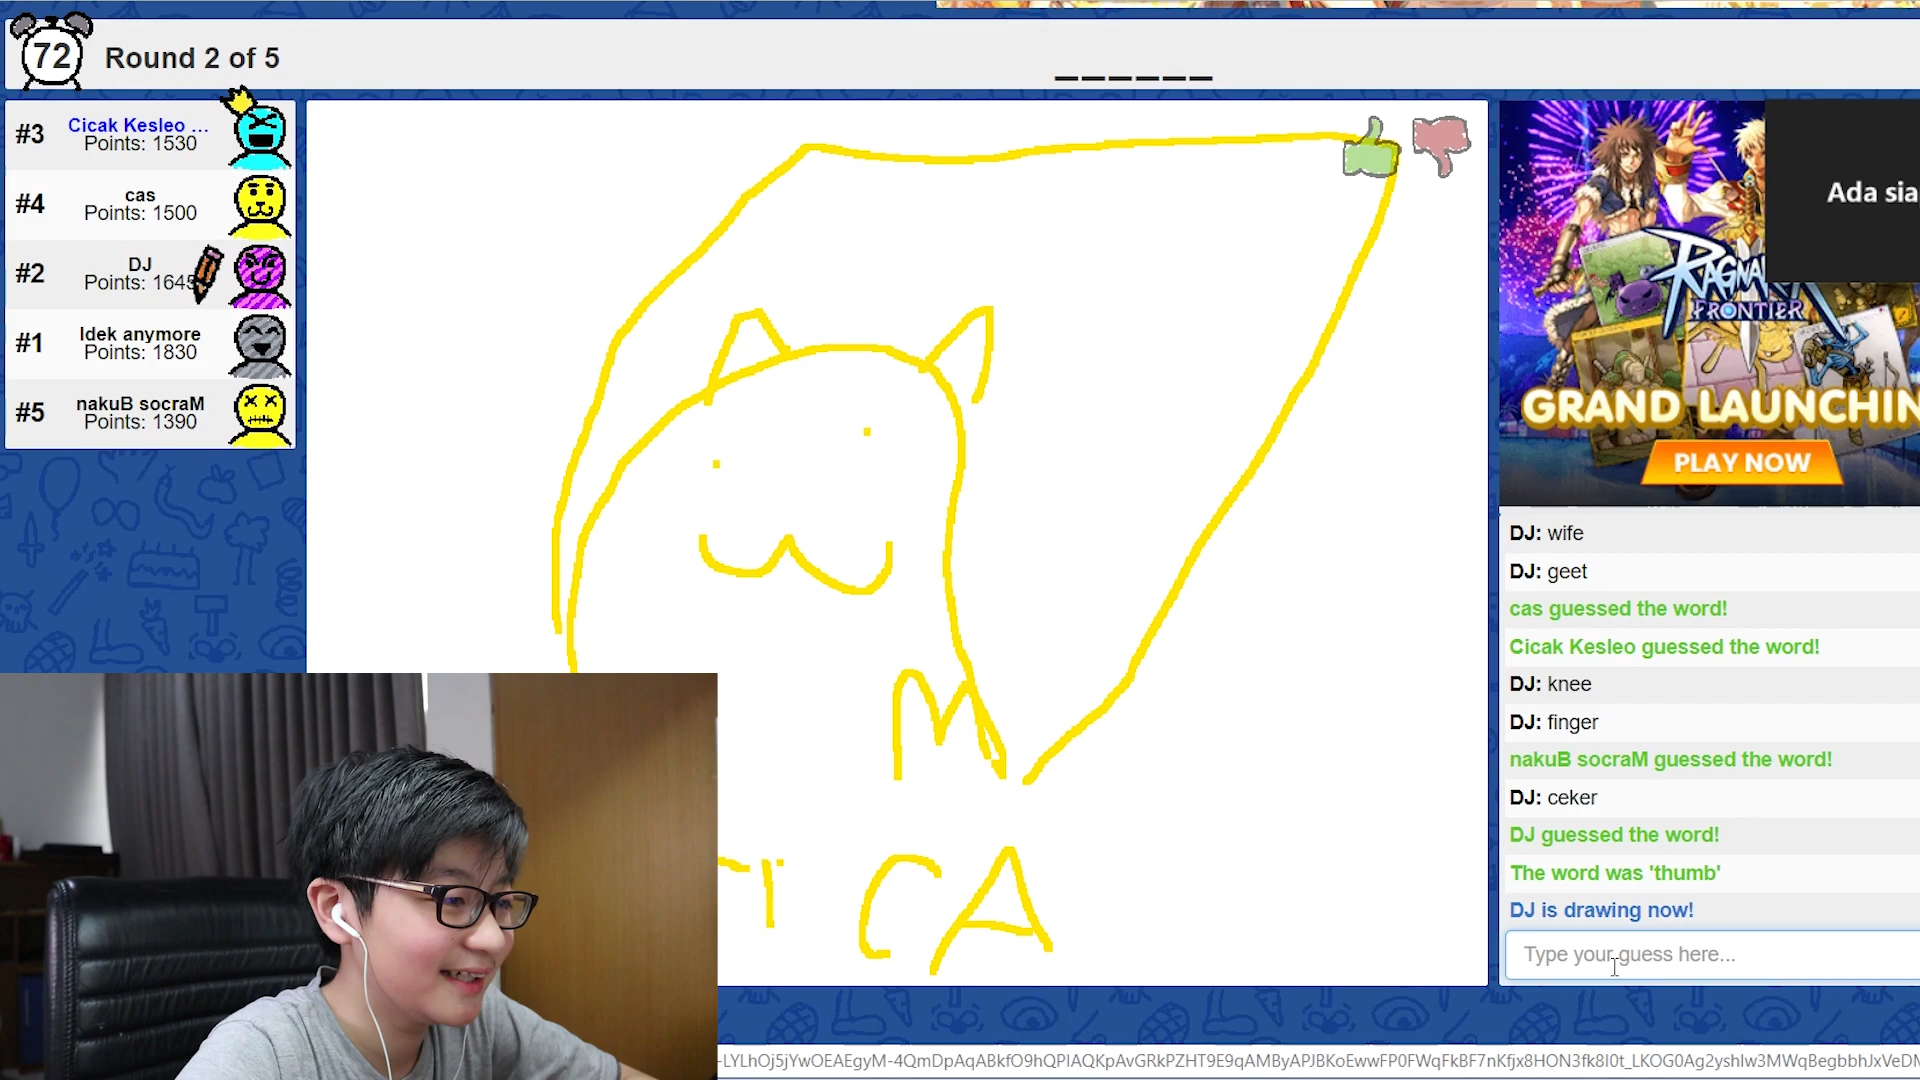 72
Round 2 of 5
______
#3
Cicak Kesleo ...
Points: 1530
#4
cas
Points: 1500
#2
DJ
Points: 1645
#1
Idek anymore
Points: 1830
#5
nakuB socraM
Points: 1390
M
CA
Ada sia
FRONTIER
GRAND LAUNCHIN
PLAY NOW
DJ: wife
DJ: geet
cas guessed the word!
Cicak Kesleo guessed the word!
DJ: knee
DJ: finger
nakuB socraM guessed the word!
DJ: ceker
DJ guessed the word!
The word was 'thumb'
DJ is drawing now!
Type your guess here...